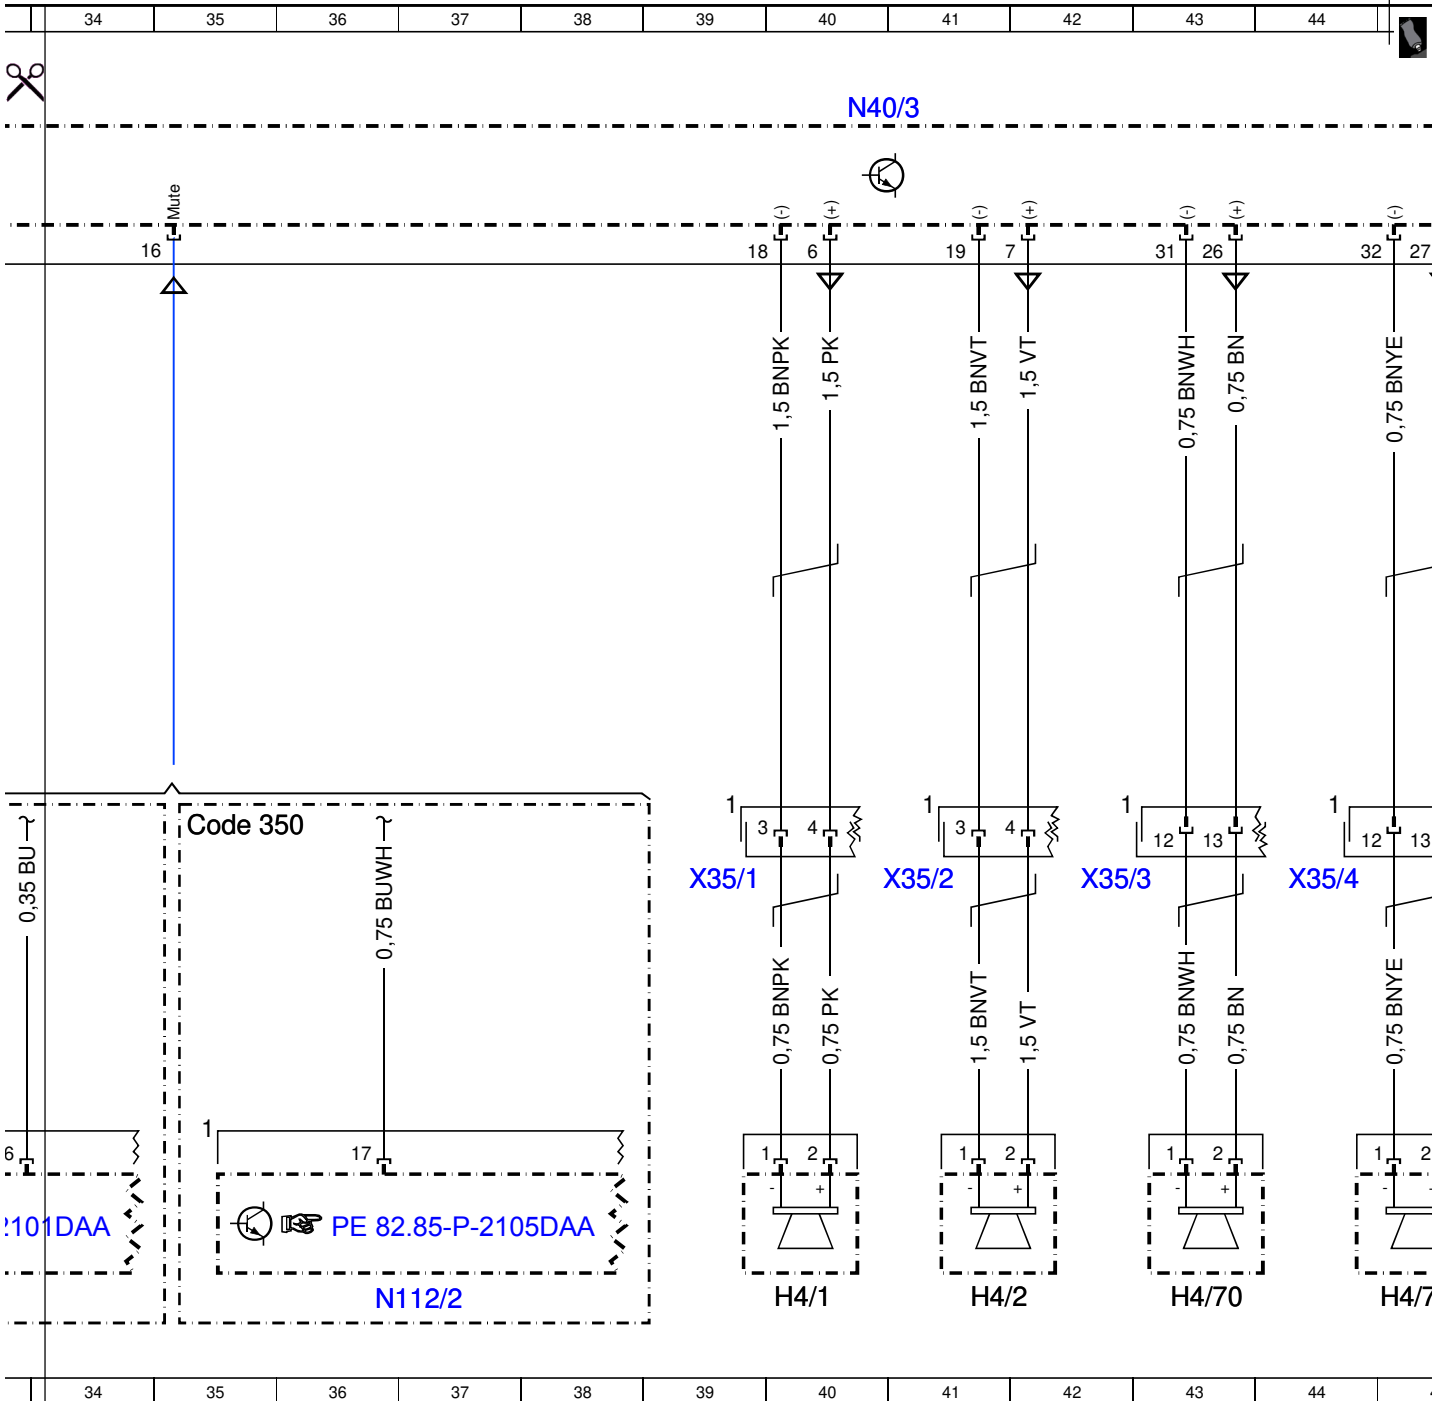 34 35 36 37 38 39 40 41 42 43 44
N40/3
Mute (-) (+) (-) (+) (-) (+) (-)
16 18 6 19 7 31 26 32 27
1,5 BNPK
1,5 PK
1,5 BNVT
1,5 VT
0,75 BNWH
0,75 BN
0,75 BNYE
Code 350
1 3 4 1 3 4 1 12 13 1 12 13
X35/1 X35/2 X35/3 X35/4
0,35 BU
0,75 BUWH
0,75 BNPK
0,75 PK
1,5 BNVT
1,5 VT
0,75 BNWH
0,75 BN
0,75 BNYE
6 1 17 1 2 1 2 1 2 1 2
- + - + - + -
2101DAA PE 82.85-P-2105DAA
N112/2 H4/1 H4/2 H4/70 H4/7
34 35 36 37 38 39 40 41 42 43 44